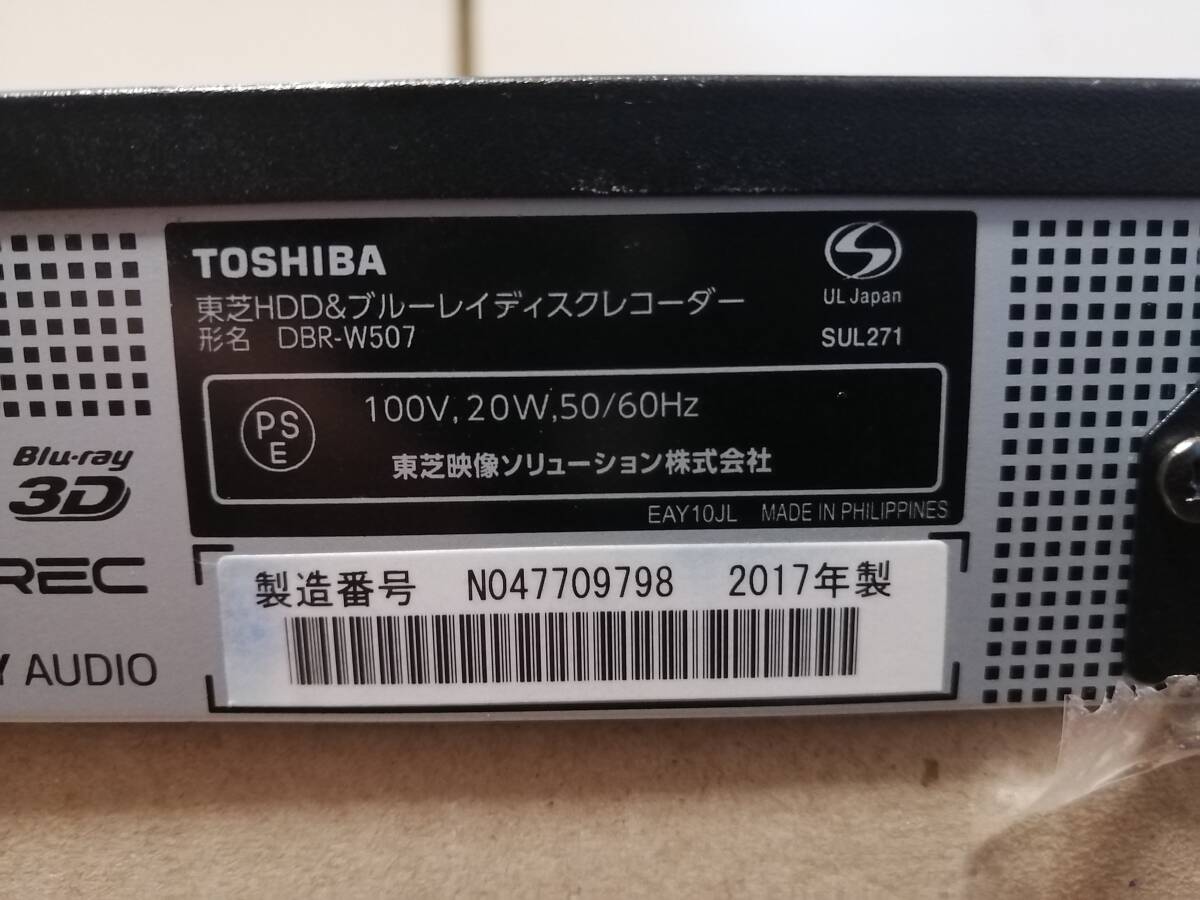 TOSHIBA
東芝HDD&ブルーレイディスクレコーダー
形名 DBR-W507
UL Japan
SUL271
PS
E
100V,20W,50/60Hz
東芝映像ソリューション株式会社
EAY10JL MADE IN PHILIPPINES
Blu-ray
3D
REC
Y AUDIO
製造番号 N047709798 2017年製